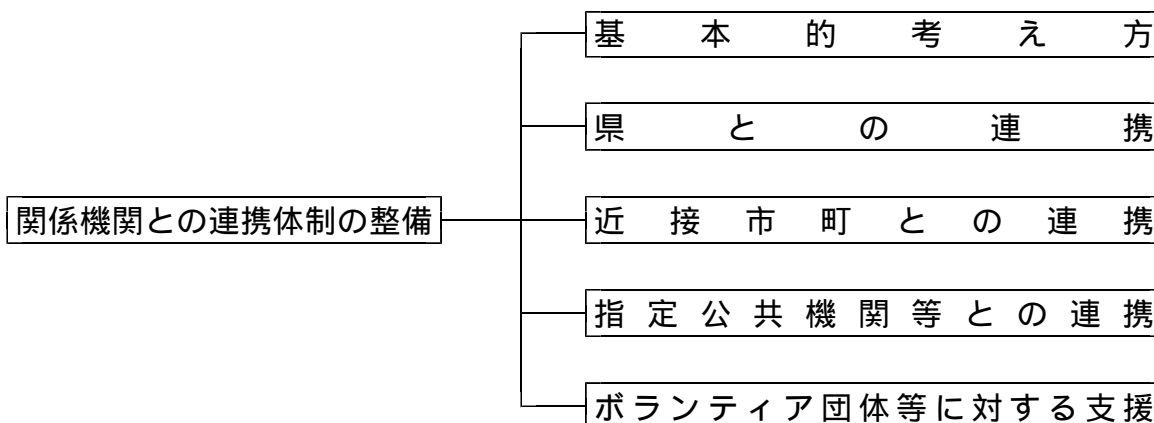 基本的考え方
県との連携
関係機関との連携体制の整備
近接市町との連携
指定公共機関等との連携
ボランティア団体等に対する支援